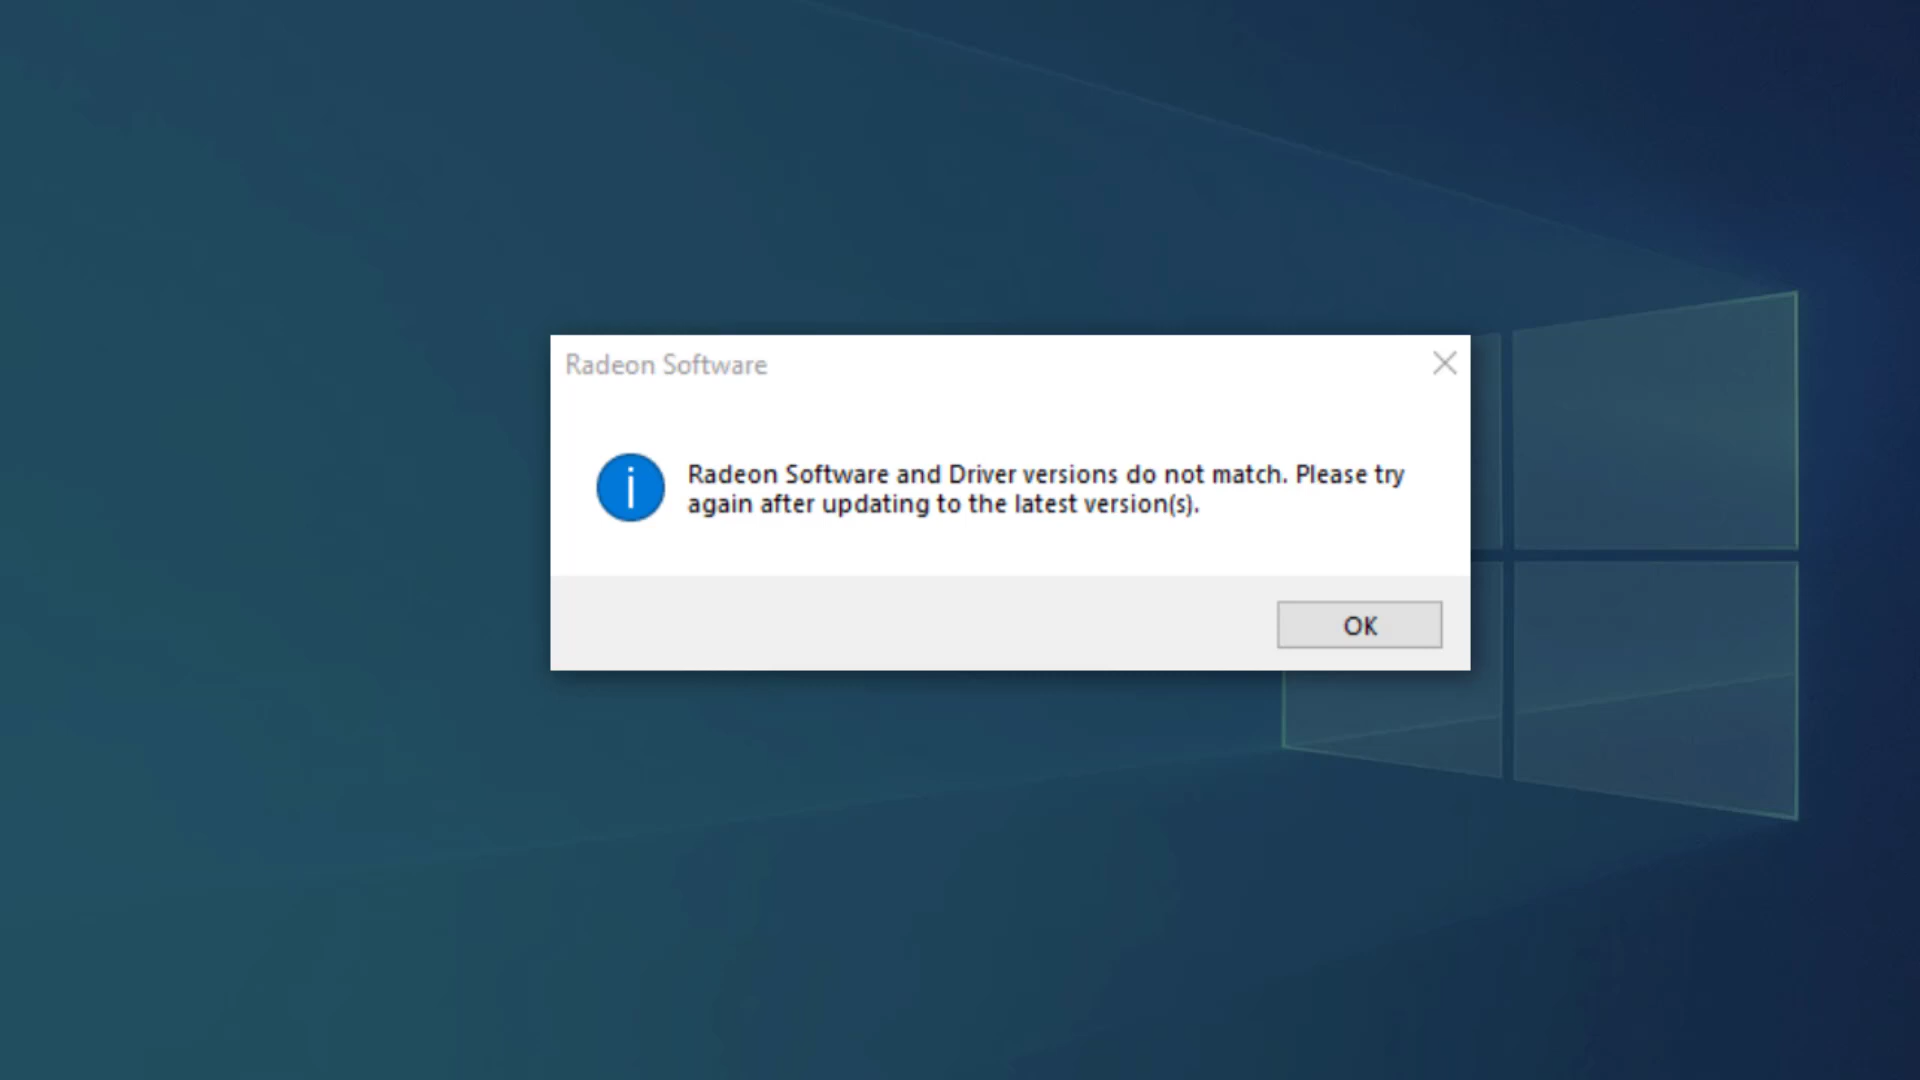 Radeon Software
Radeon Software and Driver versions do not match. Please try
again after updating to the latest version(s).
OK